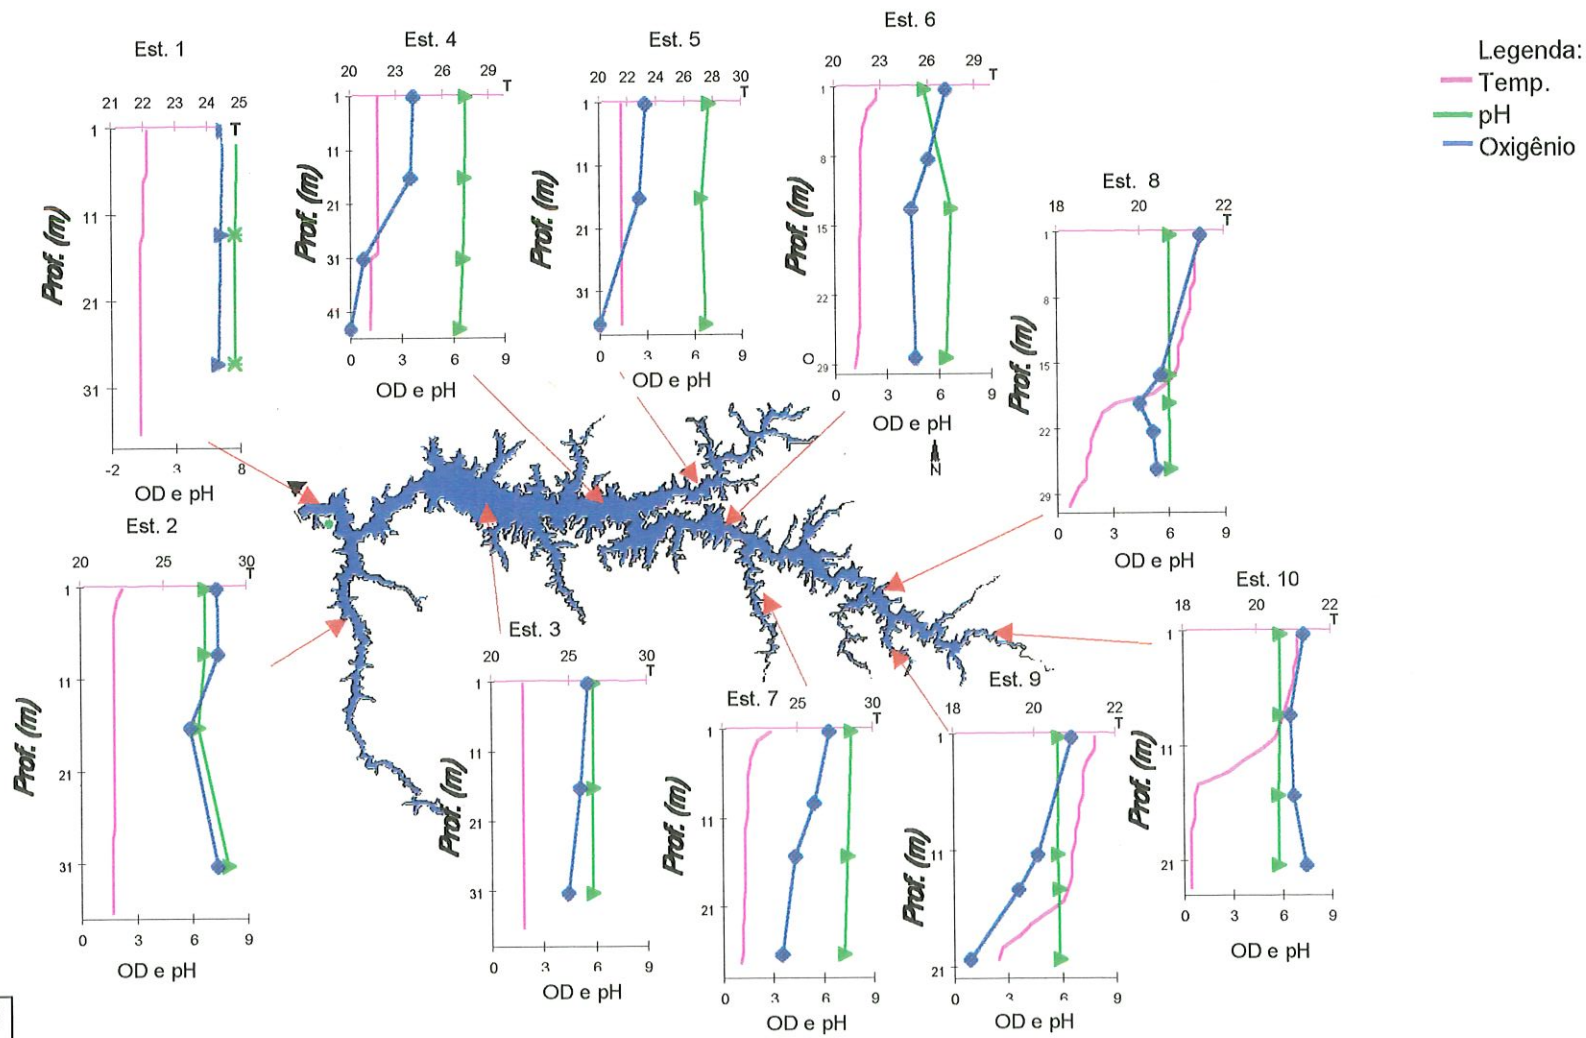 Legenda:
Temp.
pH
Oxigênio
Est. 1
21 22 23 24 25
T
1
11
21
31
Prof. (m)
-2 3 8
OD e pH
Est. 4
20 23 26 29
T
1
11
21
31
41
Prof. (m)
0 3 6 9
OD e pH
Est. 5
20 22 24 26 28 30
T
1
11
21
31
Prof. (m)
0 3 6 9
OD e pH
Est. 6
20 23 26 29
T
1
8
15
22
29
Prof. (m)
O
0 3 6 9
OD e pH
N
Est. 8
18 20 22
T
1
8
15
22
29
Prof. (m)
0 3 6 9
OD e pH
Est. 2
20 25 30
T
1
11
21
31
Prof. (m)
0 3 6 9
OD e pH
Est. 3
20 25 30
T
1
11
21
31
Prof. (m)
0 3 6 9
OD e pH
Est. 7
25 30
T
1
11
21
Prof. (m)
0 3 6 9
OD e pH
Est. 9
18 20 22
T
1
11
21
Prof. (m)
0 3 6 9
OD e pH
Est. 10
18 20 22
T
1
11
21
Prof. (m)
0 3 6 9
OD e pH